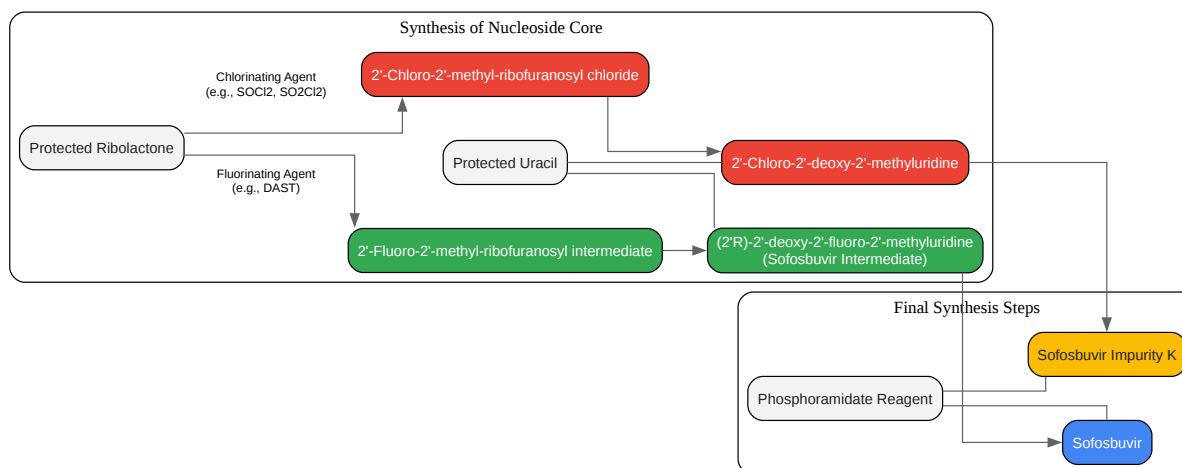 Synthesis of Nucleoside Core
Chlorinating Agent
(e.g., SOCl2, SO2Cl2)
2'-Chloro-2'-methyl-ribofuranosyl chloride
Protected Ribolactone
Protected Uracil
2'-Chloro-2'-deoxy-2'-methyluridine
Fluorinating Agent
(e.g., DAST)
2'-Fluoro-2'-methyl-ribofuranosyl intermediate
(2'R)-2'-deoxy-2'-fluoro-2'-methyluridine
(Sofosbuvir Intermediate)
Final Synthesis Steps
Sofosbuvir Impurity K
Phosphoramidate Reagent
Sofosbuvir